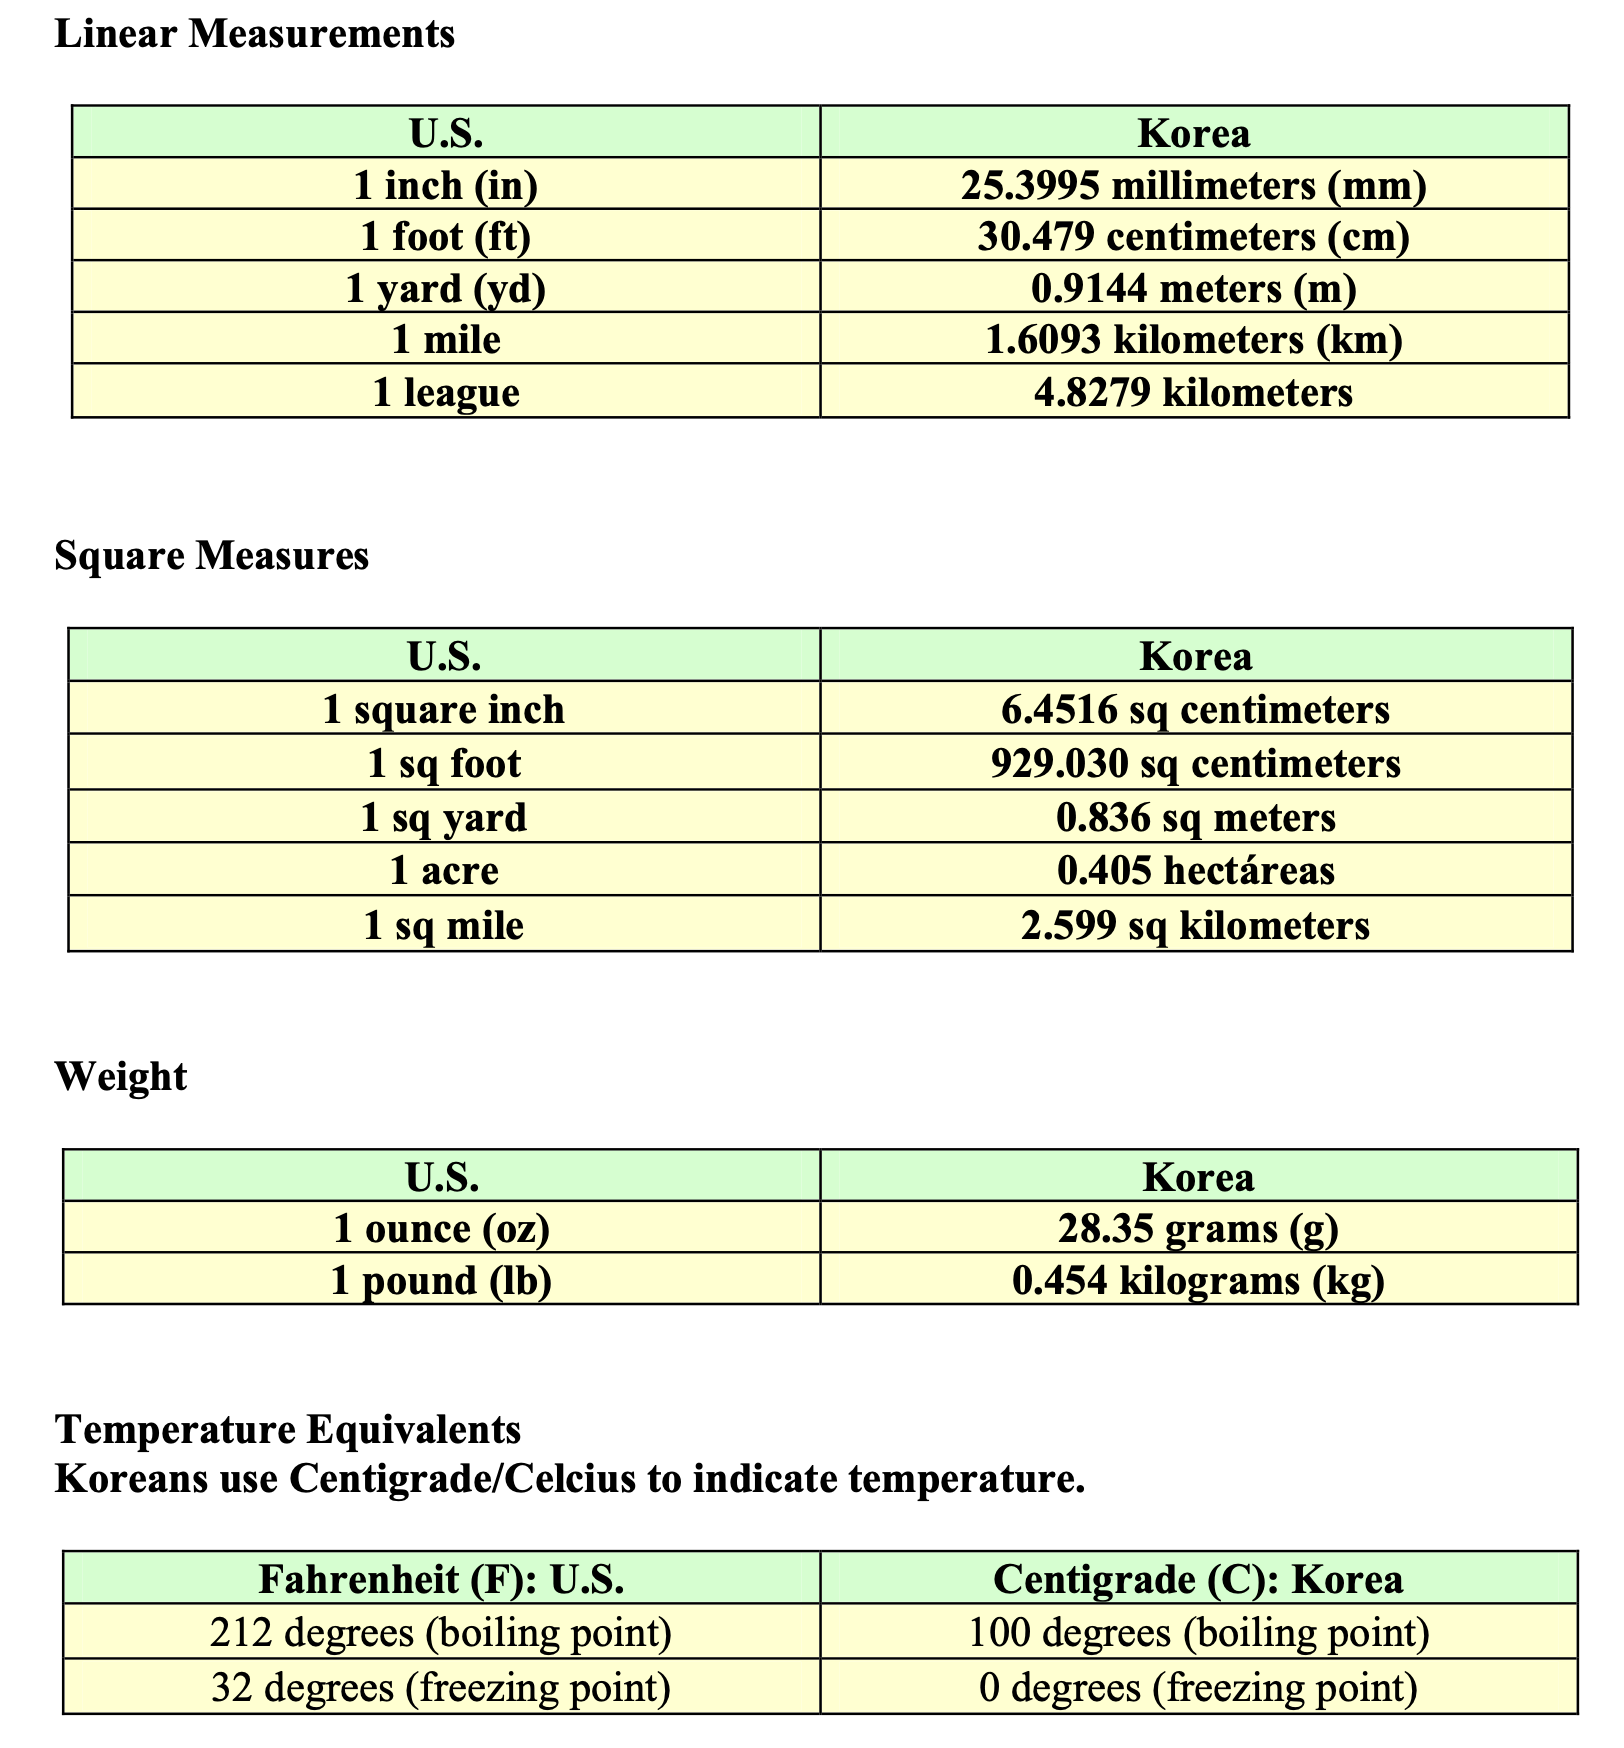 Linear Measurements
U.S. Korea
1 inch (in) 25.3995 millimeters (mm)
1 foot (ft) 30.479 centimeters (cm)
1 yard (yd) 0.9144 meters (m)
1 mile 1.6093 kilometers (km)
1 league 4.8279 kilometers
Square Measures
U.S. Korea
1 square inch 6.4516 sq centimeters
1 sq foot 929.030 sq centimeters
1 sq yard 0.836 sq meters
1 acre 0.405 hectáreas
1 sq mile 2.599 sq kilometers
Weight
U.S. Korea
1 ounce (oz) 28.35 grams (g)
1 pound (lb) 0.454 kilograms (kg)
Temperature Equivalents
Koreans use Centigrade/Celcius to indicate temperature.
Fahrenheit (F): U.S. Centigrade (C): Korea
212 degrees (boiling point) 100 degrees (boiling point)
32 degrees (freezing point) 0 degrees (freezing point)